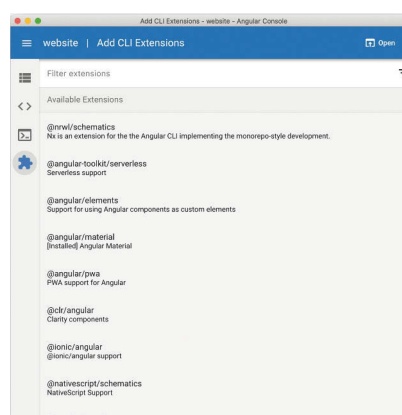 Add CLI Extensions - website - Angular Console
website | Add CLI Extensions Open
Filter extensions
Available Extensions
@nrwl/schematics
Nx is an extension for the the Angular CLI implementing the monorepo-style development.
@angular-toolkit/serverless
Serverless support
@angular/elements
Support for using Angular components as custom elements
@angular/material
[Installed] Angular Material
@angular/pwa
PWA support for Angular
@clr/angular
Clarity components
@ionic/angular
@ionic/angular support
@nativescript/schematics
NativeScript Support